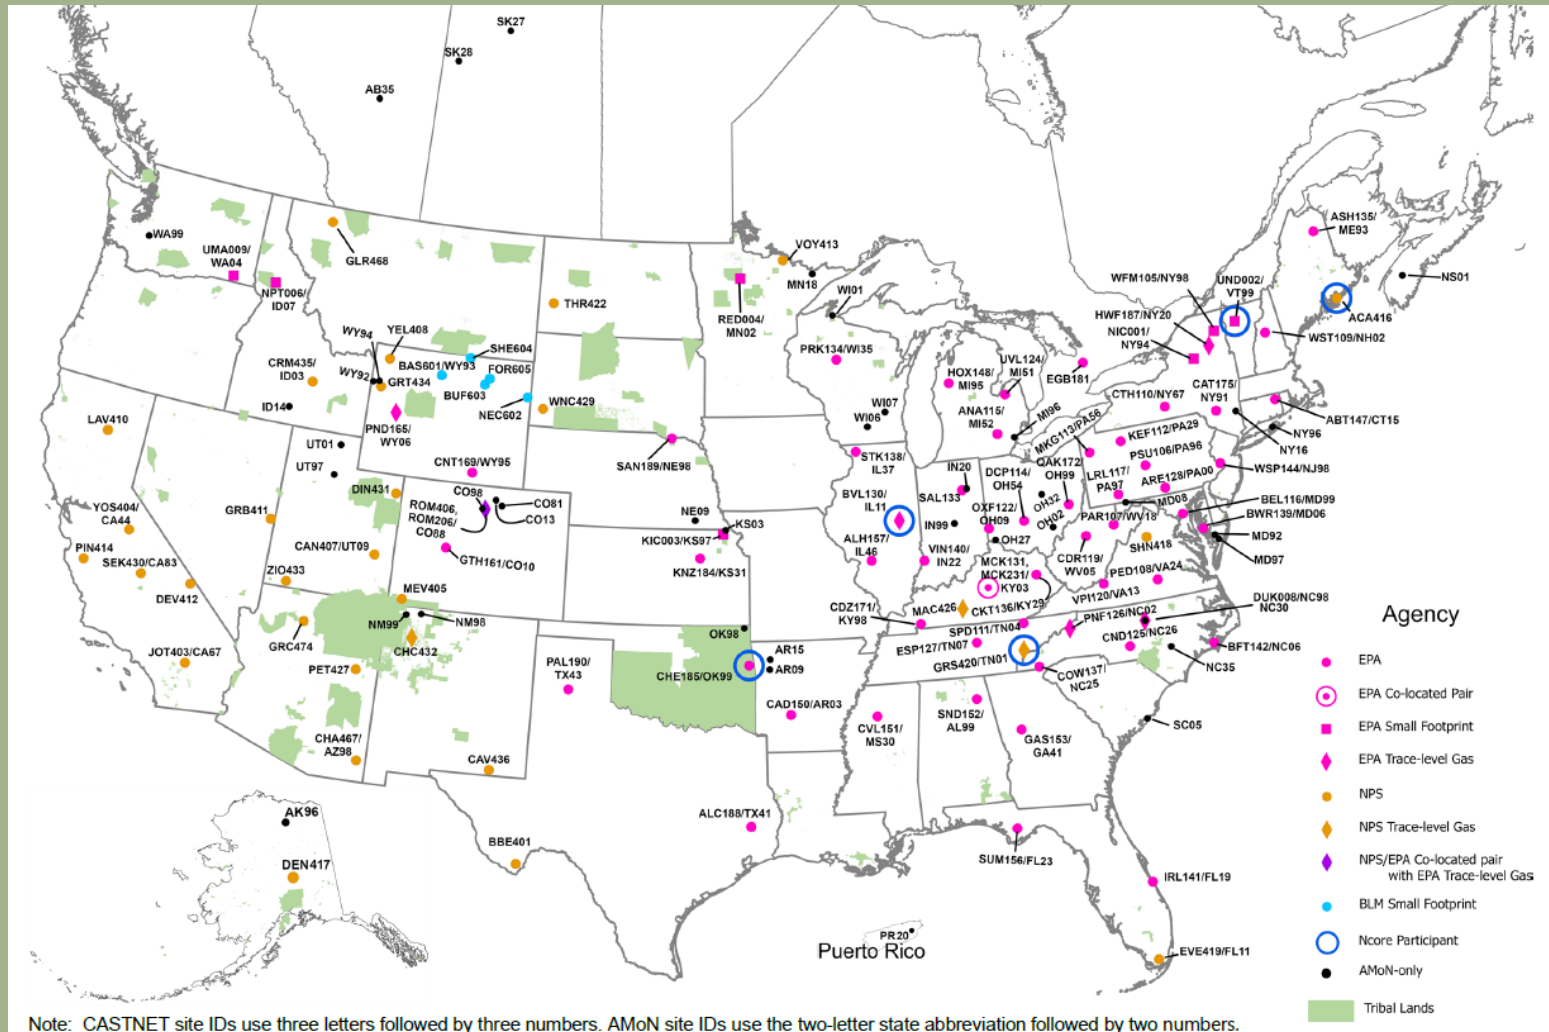 SK27
SK28
AB35
WA99
UMA009/
WA04
NPT006/
ID07
GLR468
VOY413
MN18
WI01
THR422
RED004/
MN02
ASH135/
ME93
NS01
ACA416
WFM105/NY98
UND002/
VT99
HWF187/NY20
NIC001/
NY94
WST109/NH02
WY94
YEL408
SHE604
BAS601/WY93
FOR605
CRM435/
ID03
WY92
GRT434
BUF603
NEC602
WNC429
ID14
PND165/
WY06
PRK134/WI35
HOX148/
MI95
UVL124/
MI51
EGB181
WI07
WI06
ANA115/
MI52
MI96
MKG113/PA56
CTH110/NY67
CAT175/
NY91
ABT147/CT15
NY96
NY16
LAV410
UT01
UT97
CNT169/WY95
SAN189/NE98
STK138/
IL37
KEF112/PA29
PSU106/PA96
WSP144/NJ98
DIN431
CO98
CO81
CO13
ROM406,
ROM206/
CO88
GTH161/CO10
NE09
KS03
KIC003/KS97
KNZ184/KS31
BVL130/
IL11
ALH157/
IL46
IN20
SAL133
IN99
VIN140/
IN22
DCP114/
OH54
OXF122/
OH09
OH27
QAK172/
OH99
OH32
OH02
LRL117/
PA97
ARE128/PA00
MD08
PAR107/WV18
BEL116/MD99
BWR139/MD06
MD92
MD97
SHN418
CDR119/
WV05
PED108/VA24
VPI120/VA13
YOS404/
CA44
PIN414
SEK430/CA83
DEV412
GRB411
CAN407/UT09
ZIO433
MEV405
NM99
NM98
CHC432
GRC474
JOT403/CA67
PET427
CHA467/
AZ98
CAV436
PAL190/
TX43
OK98
CHE185/OK99
AR15
AR09
CAD150/AR03
MCK131,
MCK231/
KY03
MAC426
CKT136/KY29
CDZ171/
KY98
SPD111/TN04
ESP127/TN07
GRS420/TN01
PNF126/NC02
DUK008/NC98
NC30
CND125/NC26
BFT142/NC06
NC35
COW137/
NC25
SC05
CVL151/
MS30
SND152/
AL99
GAS153/
GA41
ALC188/TX41
BBE401
SUM156/FL23
IRL141/FL19
EVE419/FL11
AK96
DEN417
PR20
Puerto Rico
Agency
EPA
EPA Co-located Pair
EPA Small Footprint
EPA Trace-level Gas
NPS
NPS Trace-level Gas
NPS/EPA Co-located pair
with EPA Trace-level Gas
BLM Small Footprint
Ncore Participant
AMoN-only
Tribal Lands
Note: CASTNET site IDs use three letters followed by three numbers. AMoN site IDs use the two-letter state abbreviation followed by two numbers.